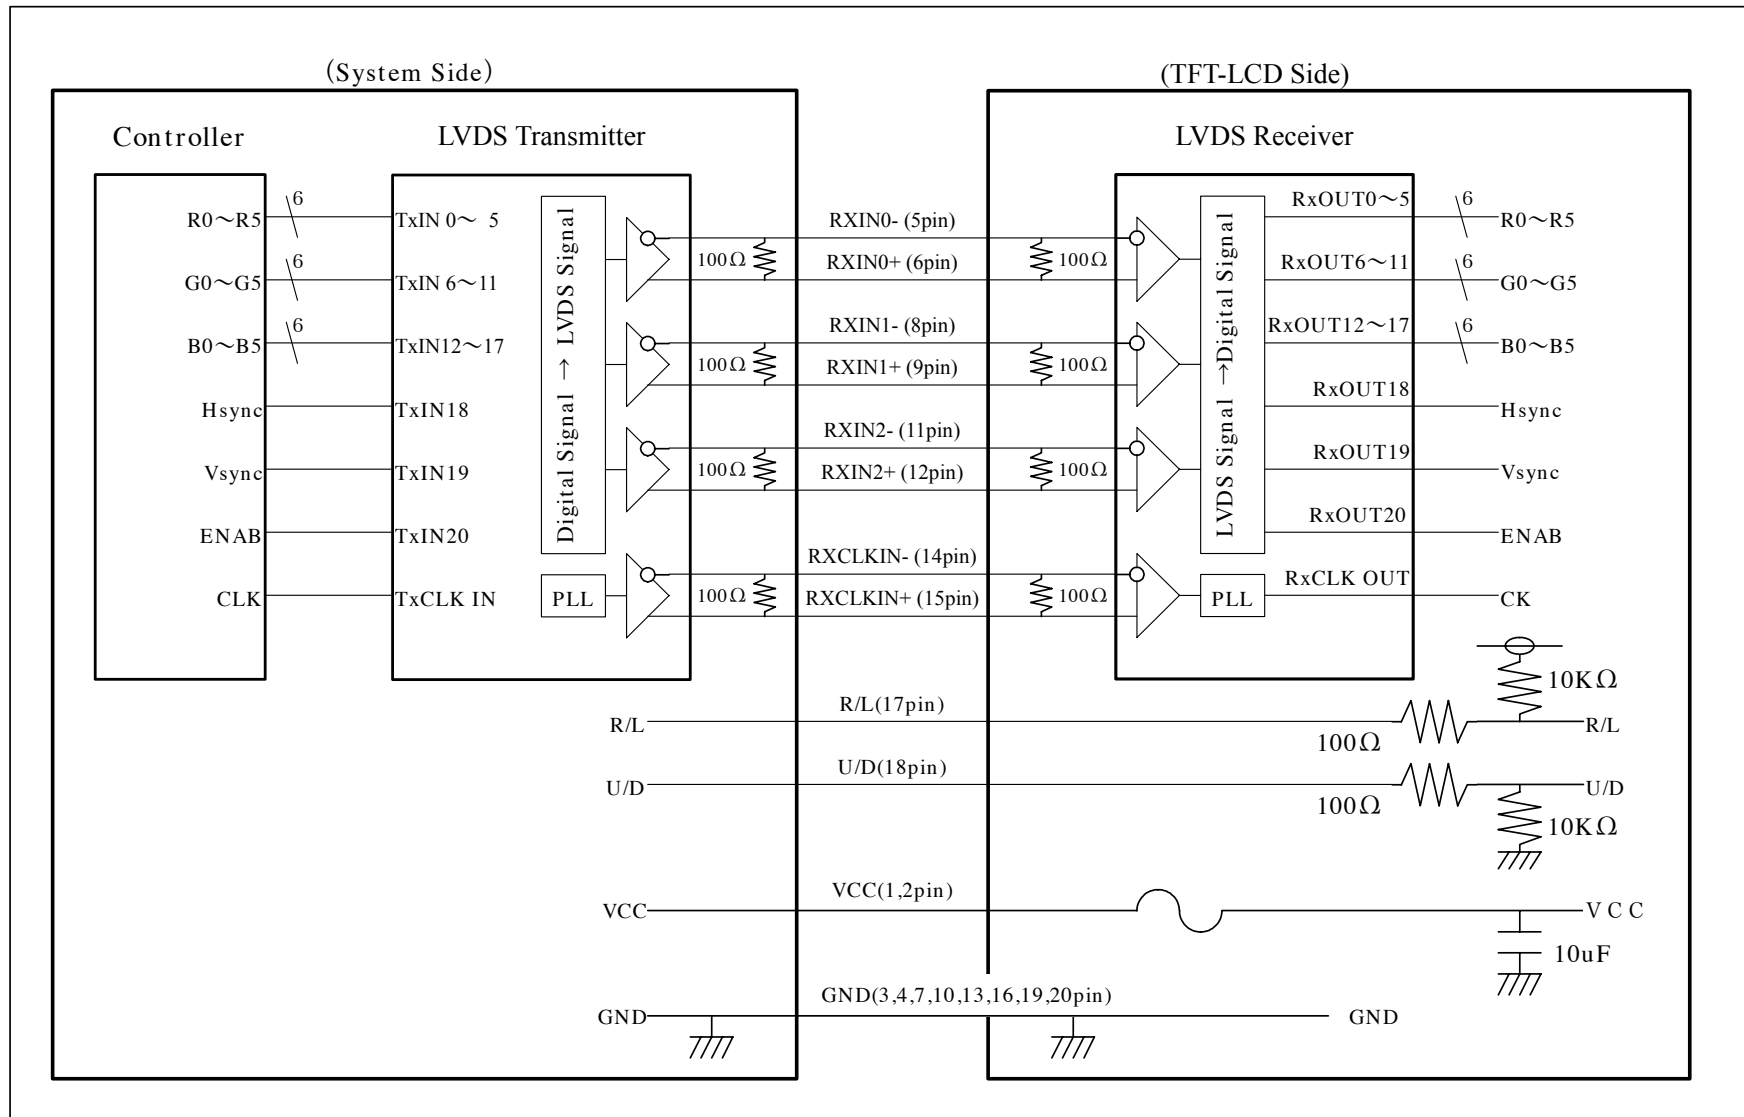 (System Side)
(TFT-LCD Side)
Controller
LVDS Transmitter
LVDS Receiver
R0～R5
6
TxIN 0～ 5
G0～G5
6
TxIN 6～11
B0～B5
6
TxIN12～17
Hsync
TxIN18
Vsync
TxIN19
ENAB
TxIN20
CLK
TxCLK IN
Digital Signal → LVDS Signal
PLL
100Ω
RXIN0- (5pin)
RXIN0+ (6pin)
100Ω
100Ω
RXIN1- (8pin)
RXIN1+ (9pin)
100Ω
100Ω
RXIN2- (11pin)
RXIN2+ (12pin)
100Ω
100Ω
RXCLKIN- (14pin)
RXCLKIN+ (15pin)
100Ω
LVDS Signal →Digital Signal
PLL
RxOUT0～5
6
R0～R5
RxOUT6～11
6
G0～G5
RxOUT12～17
6
B0～B5
RxOUT18
Hsync
RxOUT19
Vsync
RxOUT20
ENAB
RxCLK OUT
CK
10KΩ
R/L
R/L(17pin)
100Ω
R/L
U/D
U/D(18pin)
100Ω
U/D
10KΩ
VCC
VCC(1,2pin)
VCC
10uF
GND
GND(3,4,7,10,13,16,19,20pin)
GND